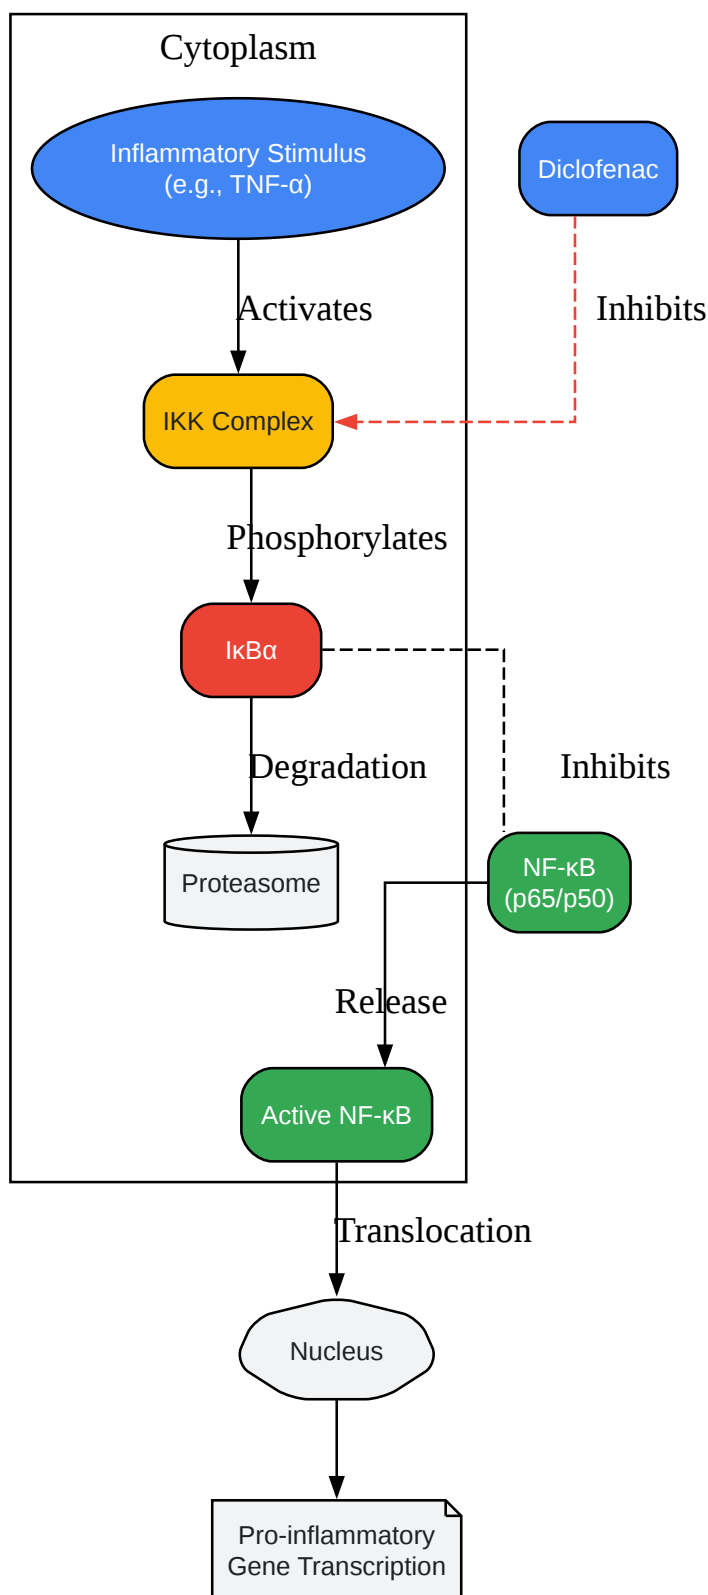 Cytoplasm
Inflammatory Stimulus
(e.g., TNF-α)
Diclofenac
Activates
Inhibits
IKK Complex
Phosphorylates
IκBα
Degradation
Inhibits
Proteasome
NF-κB
(p65/p50)
Release
Active NF-κB
Translocation
Nucleus
Pro-inflammatory
Gene Transcription